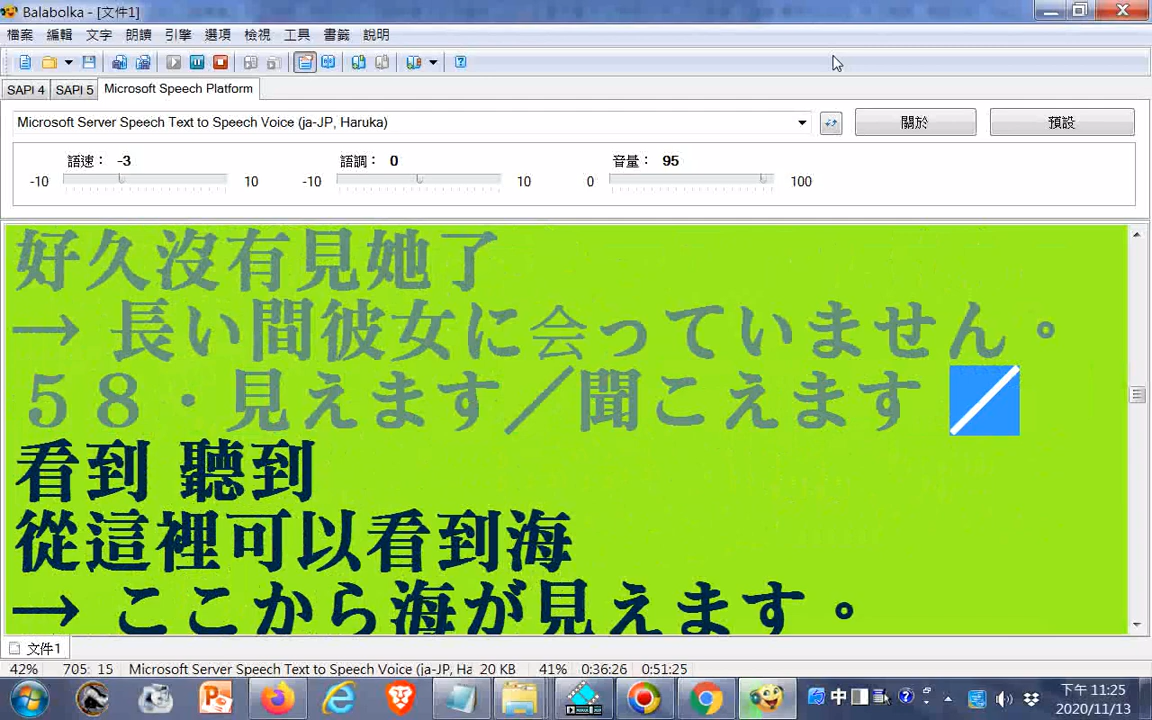 Balabolka - [文件1]
檔案 編輯 文字 朗讀 引擎 選項 檢視 工具 書籤 說明
SAPI 4 SAPI 5 Microsoft Speech Platform
Microsoft Server Speech Text to Speech Voice (ja-JP, Haruka) 關於 預設
語速： -3 語調： 0 音量： 95
-10 10 -10 10 0 100
好久沒有見她了
→ 長い間彼女に会っていません。
５８．見えます／聞こえます ／
看到 聽到
從這裡可以看到海
→ ここから海が見えます。
文件1
42% 705: 15 Microsoft Server Speech Text to Speech Voice (ja-JP, Ha 20 KB 41% 0:36:26 0:51:25
中 下午 11:25
2020/11/13